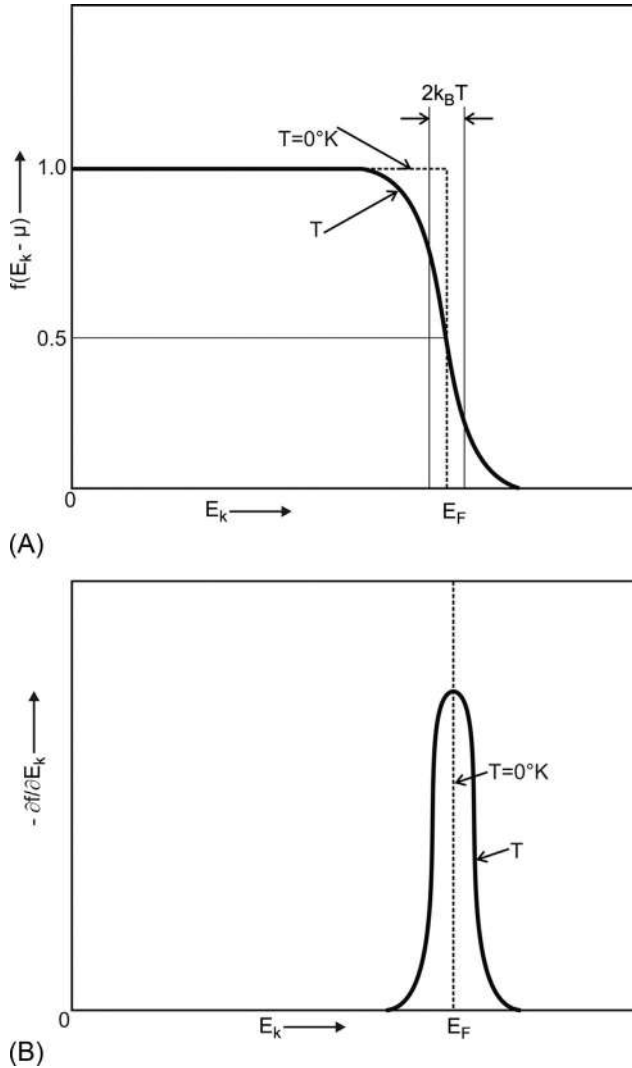 2k_BT
T=0°K
1.0
T
f(E_k - μ)
0.5
0
E_k
E_F
(A)
- ∂f/∂E_k
T=0°K
T
0
E_k
E_F
(B)